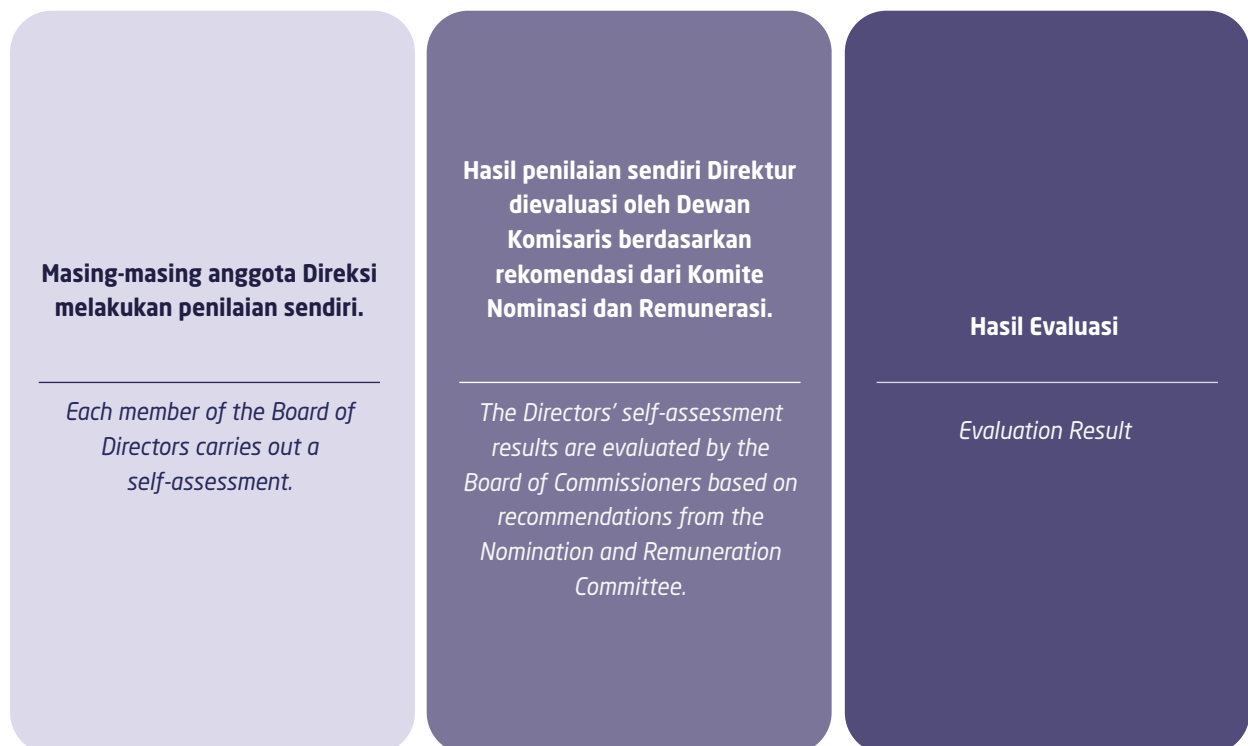 Masing-masing anggota Direksi
melakukan penilaian sendiri.
Each member of the Board of
Directors carries out a
self-assessment.
Hasil penilaian sendiri Direktur
dievaluasi oleh Dewan
Komisaris berdasarkan
rekomendasi dari Komite
Nominasi dan Remunerasi.
The Directors’ self-assessment
results are evaluated by the
Board of Commissioners based on
recommendations from the
Nomination and Remuneration
Committee.
Hasil Evaluasi
Evaluation Result